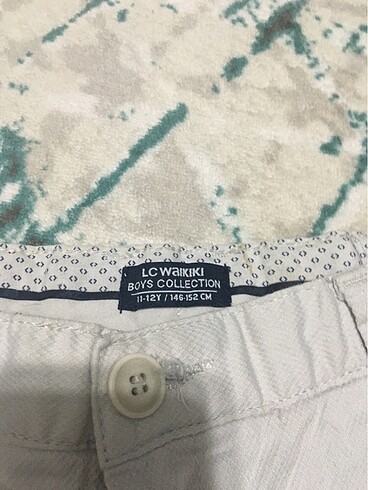 LC WAIKIKI
BOYS COLLECTION
11-12Y / 146-152 CM